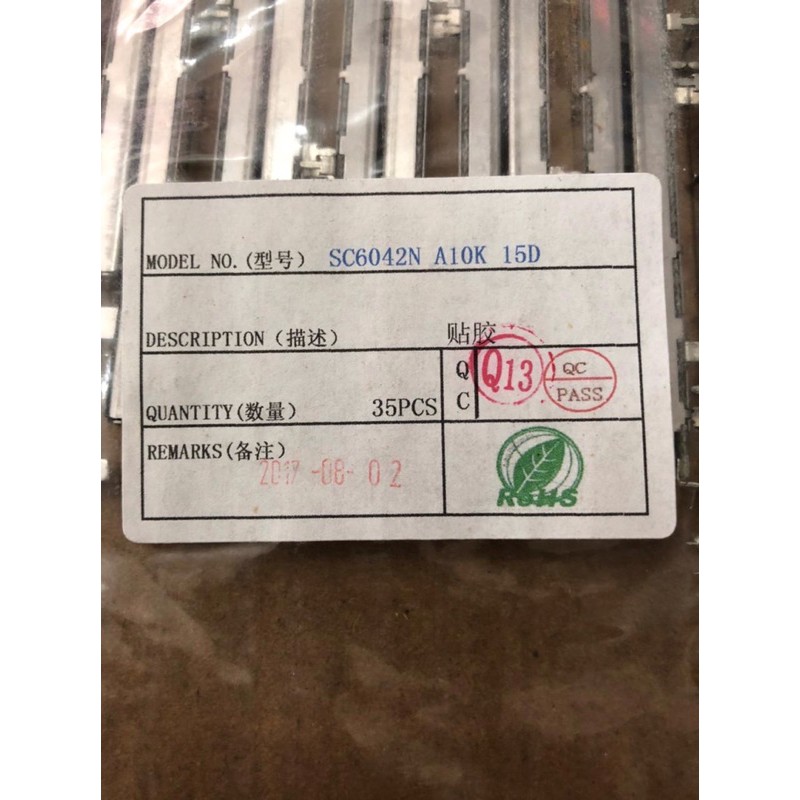 MODEL NO.(型号) SC6042N A10K 15D
DESCRIPTION（描述） 贴胶
QUANTITY(数量) 35PCS
Q
C
Q13
QC
PASS
REMARKS(备注)
2017-08-02
RoHS